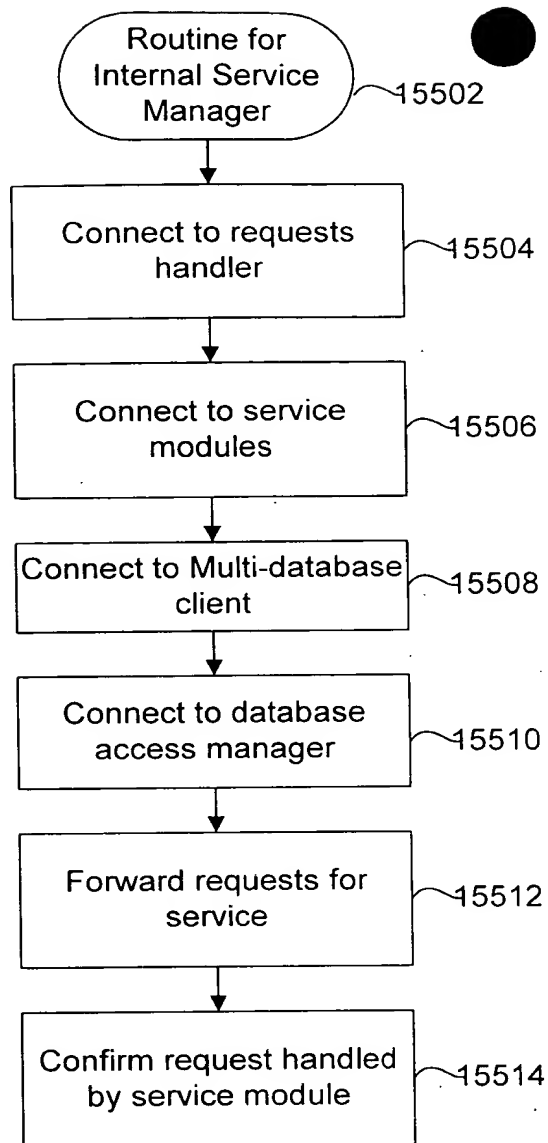 Routine for
Internal Service
Manager
15502
Connect to requests
handler
15504
Connect to service
modules
15506
Connect to Multi-database
client
15508
Connect to database
access manager
15510
Forward requests for
service
15512
Confirm request handled
by service module
15514